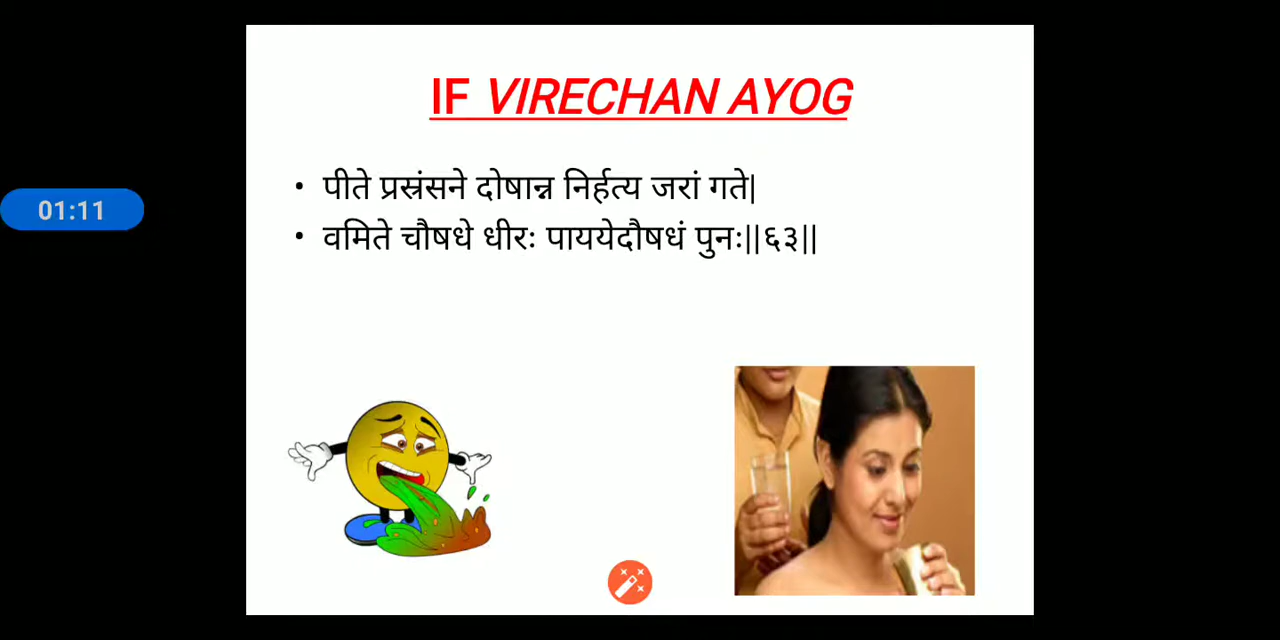 IF VIRECHAN AYOG
• पीते प्रस्रंसने दोषान्न निर्हत्य जरां गते|
01:11
• वमिते चौषधे धीरः पाययेदौषधं पुनः||६३||